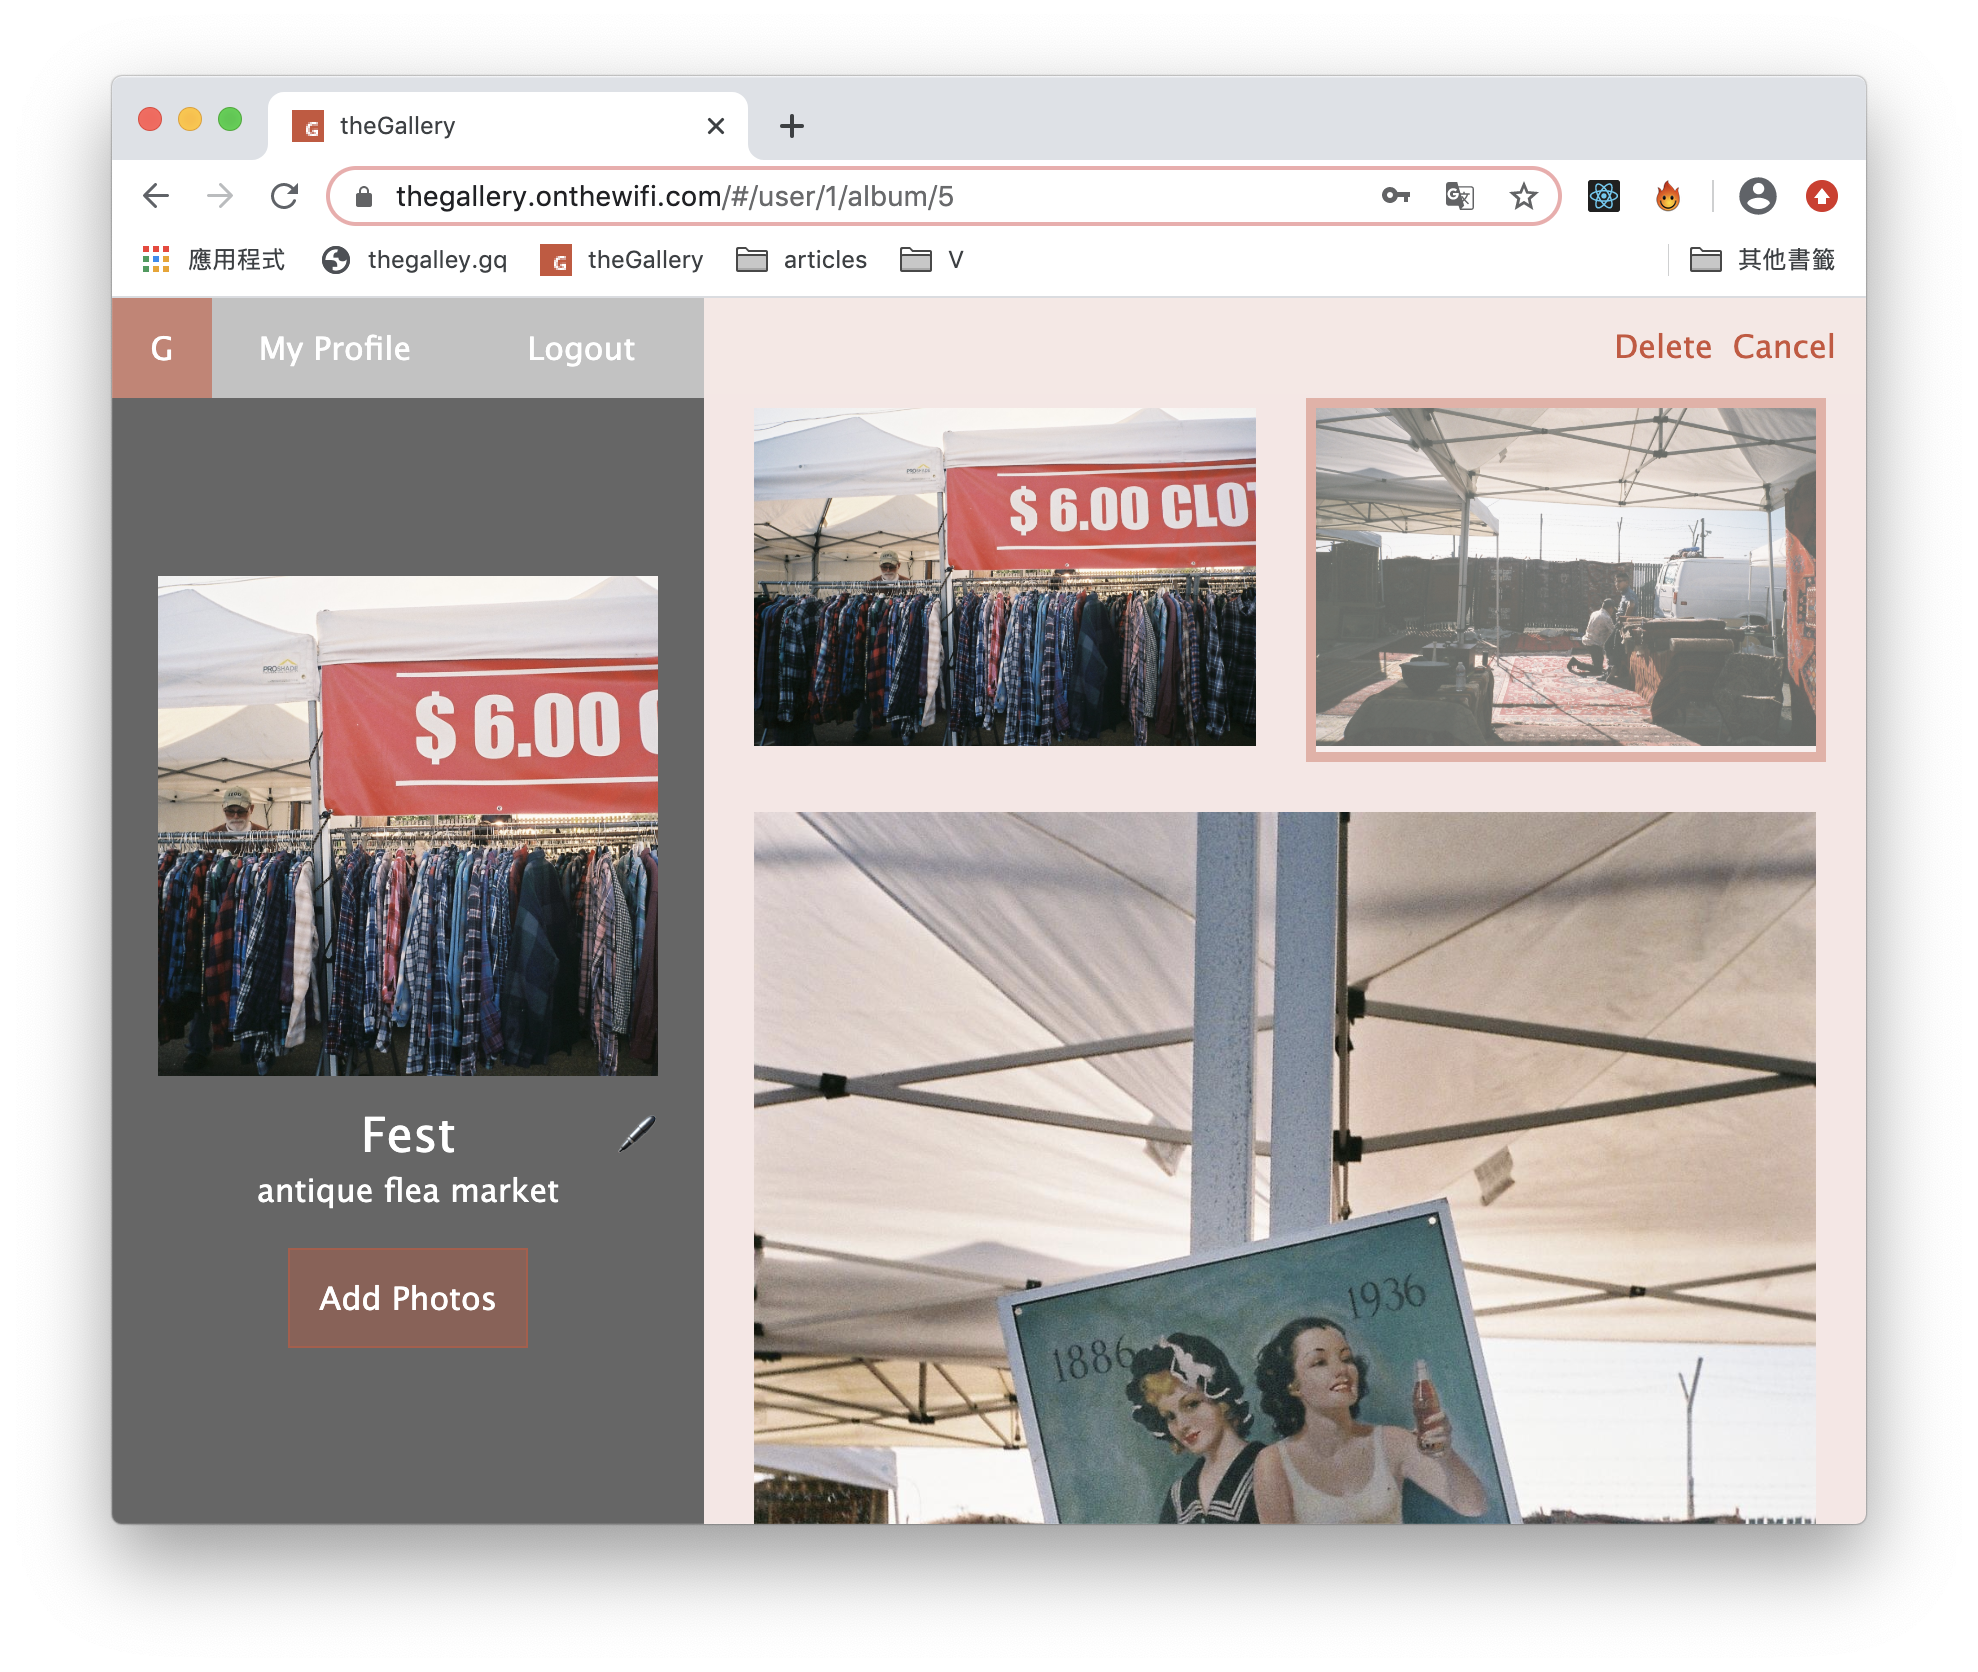 theGallery
thegallery.onthewifi.com/#/user/1/album/5
應用程式 thegalley.gq theGallery articles V 其他書籤
G My Profile Logout
Delete Cancel
PROSHADE
$ 6.00 CLOT
PROSHADE
$ 6.00 C
Fest
antique flea market
Add Photos
1886 1936